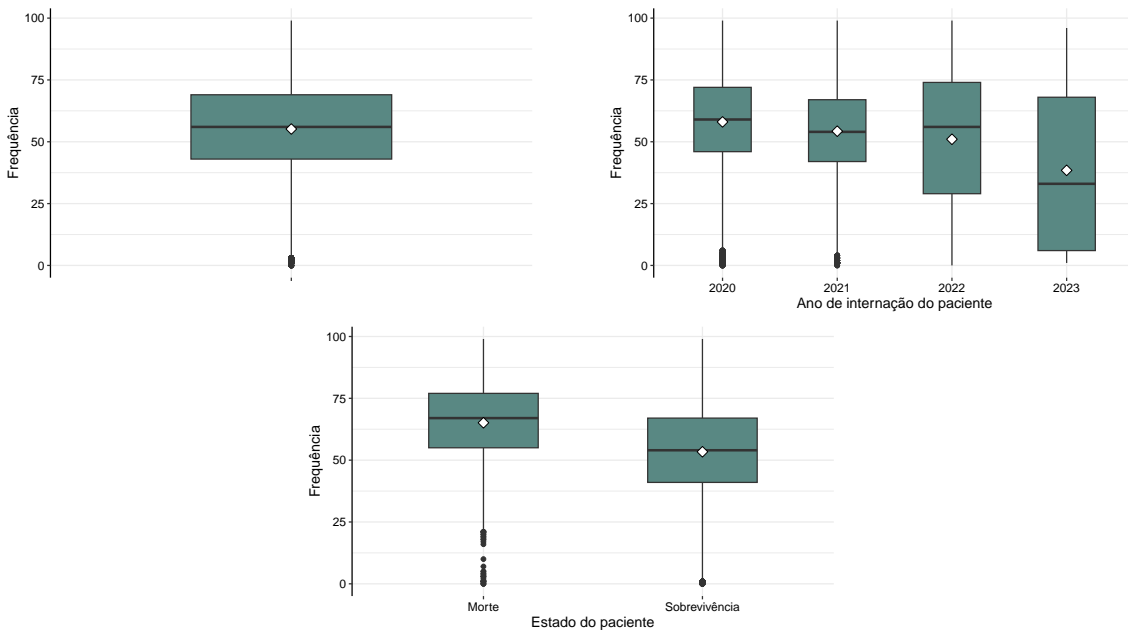 100
75
50
25
0
Frequência
100
75
50
25
0
Frequência
2020
2021
2022
2023
Ano de internação do paciente
100
75
50
25
0
Frequência
Morte
Sobrevivência
Estado do paciente